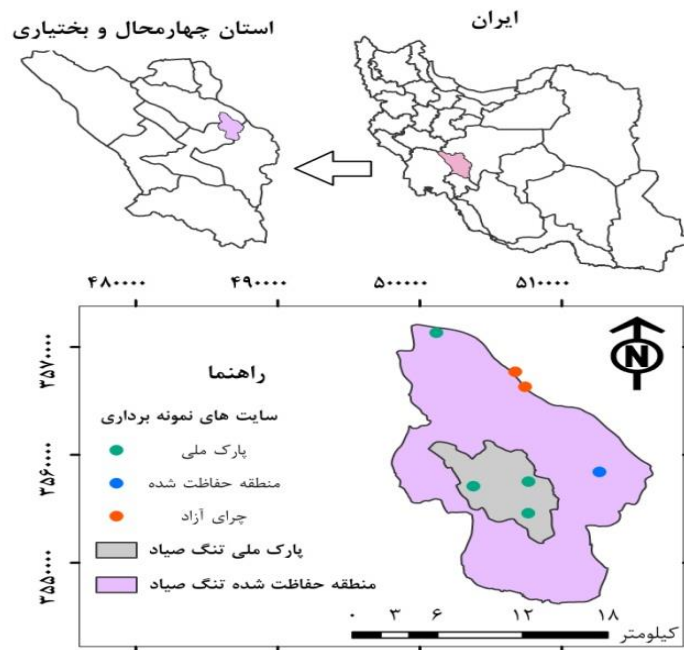 ایران
استان چهارمحال و بختیاری
۴۸۰۰۰۰ ۴۹۰۰۰۰ ۵۰۰۰۰۰ ۵۱۰۰۰۰
۳۵۷۰۰۰۰
۳۵۶۰۰۰۰
۳۵۵۰۰۰۰
N
راهنما
سایت های نمونه برداری
پارک ملی
منطقه حفاظت شده
چرای آزاد
پارک ملی تنگ صیاد
منطقه حفاظت شده تنگ صیاد
۰ ۳ ۶ ۱۲ ۱۸
کیلومتر